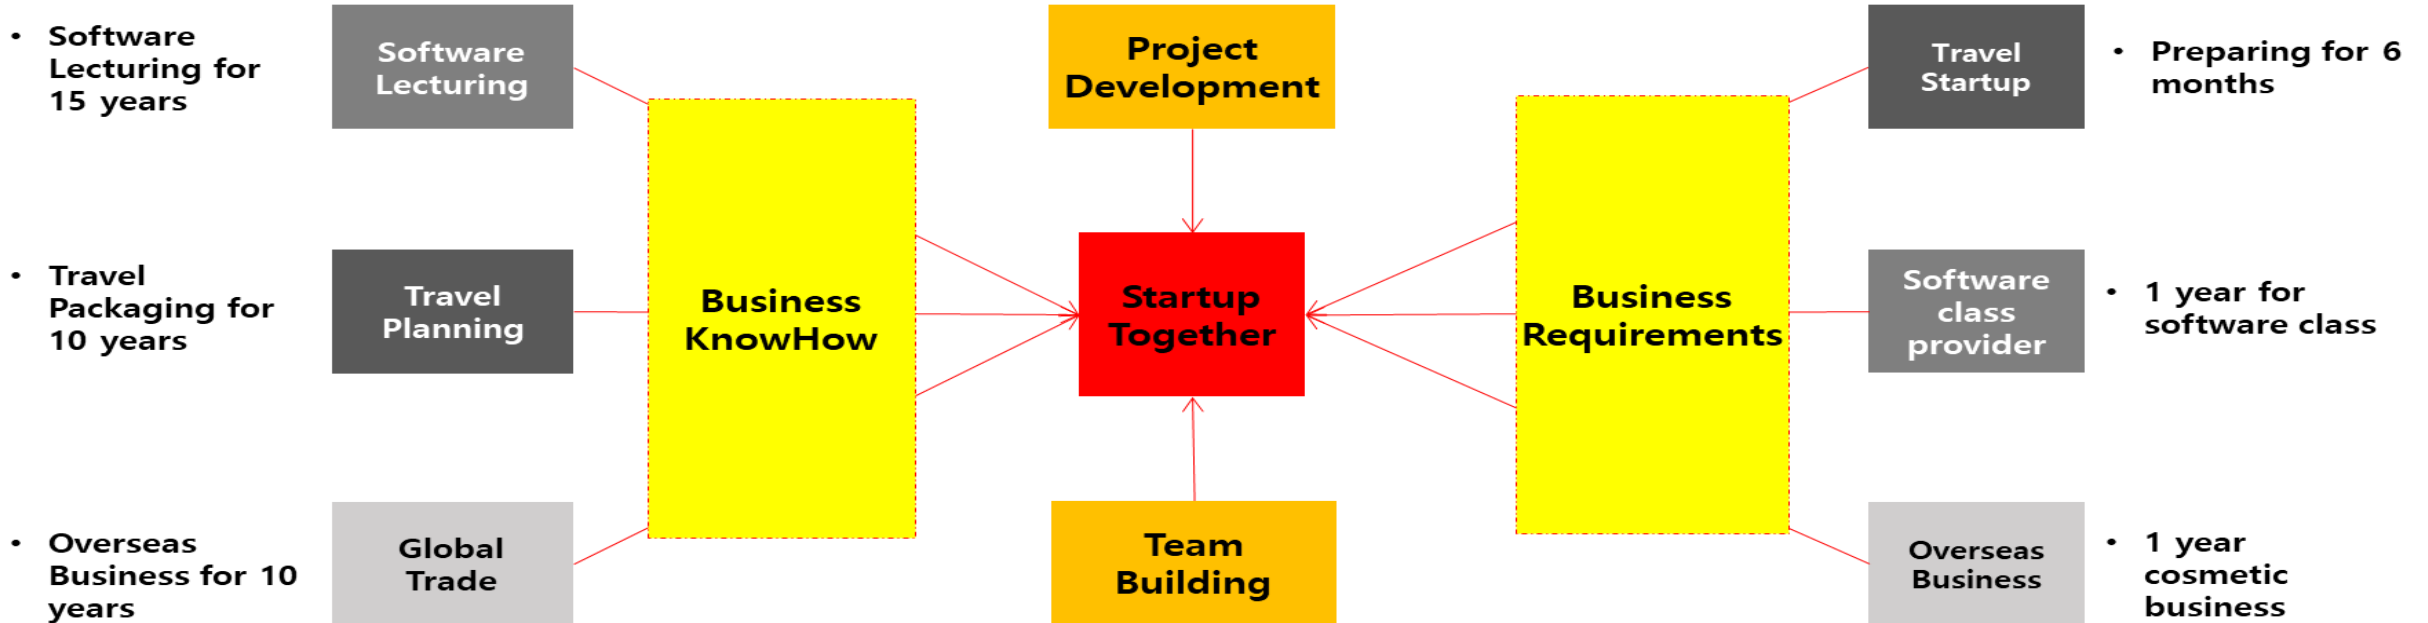 • Software
Lecturing for
15 years
Software
Lecturing
Project
Development
Travel
Startup
• Preparing for 6
months
• Travel
Packaging for
10 years
Travel
Planning
Business
KnowHow
Startup
Together
Business
Requirements
Software
class
provider
• 1 year for
software class
• Overseas
Business for 10
years
Global
Trade
Team
Building
Overseas
Business
• 1 year
cosmetic
business